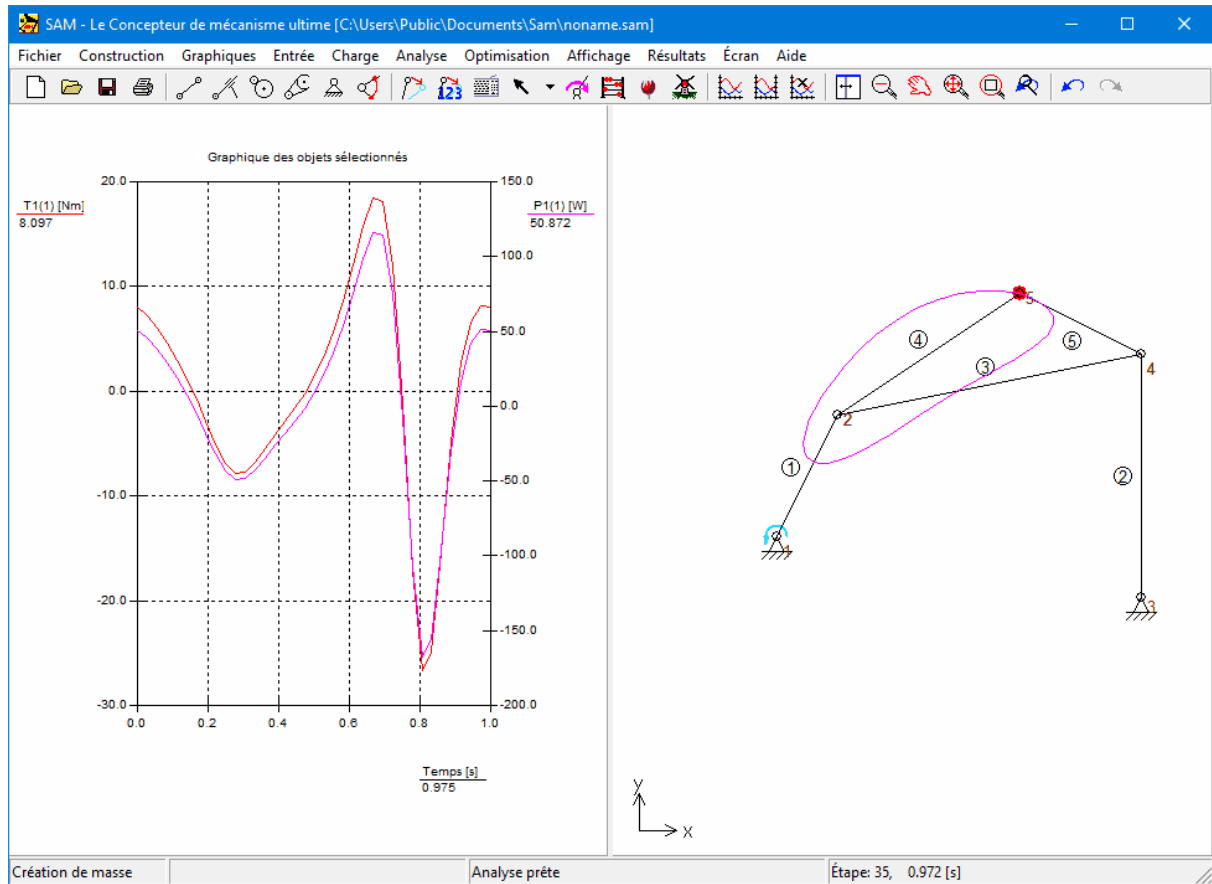 SAM - Le Concepteur de mécanisme ultime [C:\Users\Public\Documents\Sam\noname.sam]
Fichier Construction Graphiques Entrée Charge Analyse Optimisation Affichage Résultats Écran Aide
123
Graphique des objets sélectionnés
T1(1) [Nm]
8.097
P1(1) [W]
50.872
20.0
10.0
0.0
-10.0
-20.0
-30.0
150.0
100.0
50.0
0.0
-50.0
-100.0
-150.0
-200.0
0.0 0.2 0.4 0.6 0.8 1.0
Temps [s]
0.975
5
4
5
3
4
2
1
2
1
3
y
x
Création de masse
Analyse prête
Étape: 35, 0.972 [s]